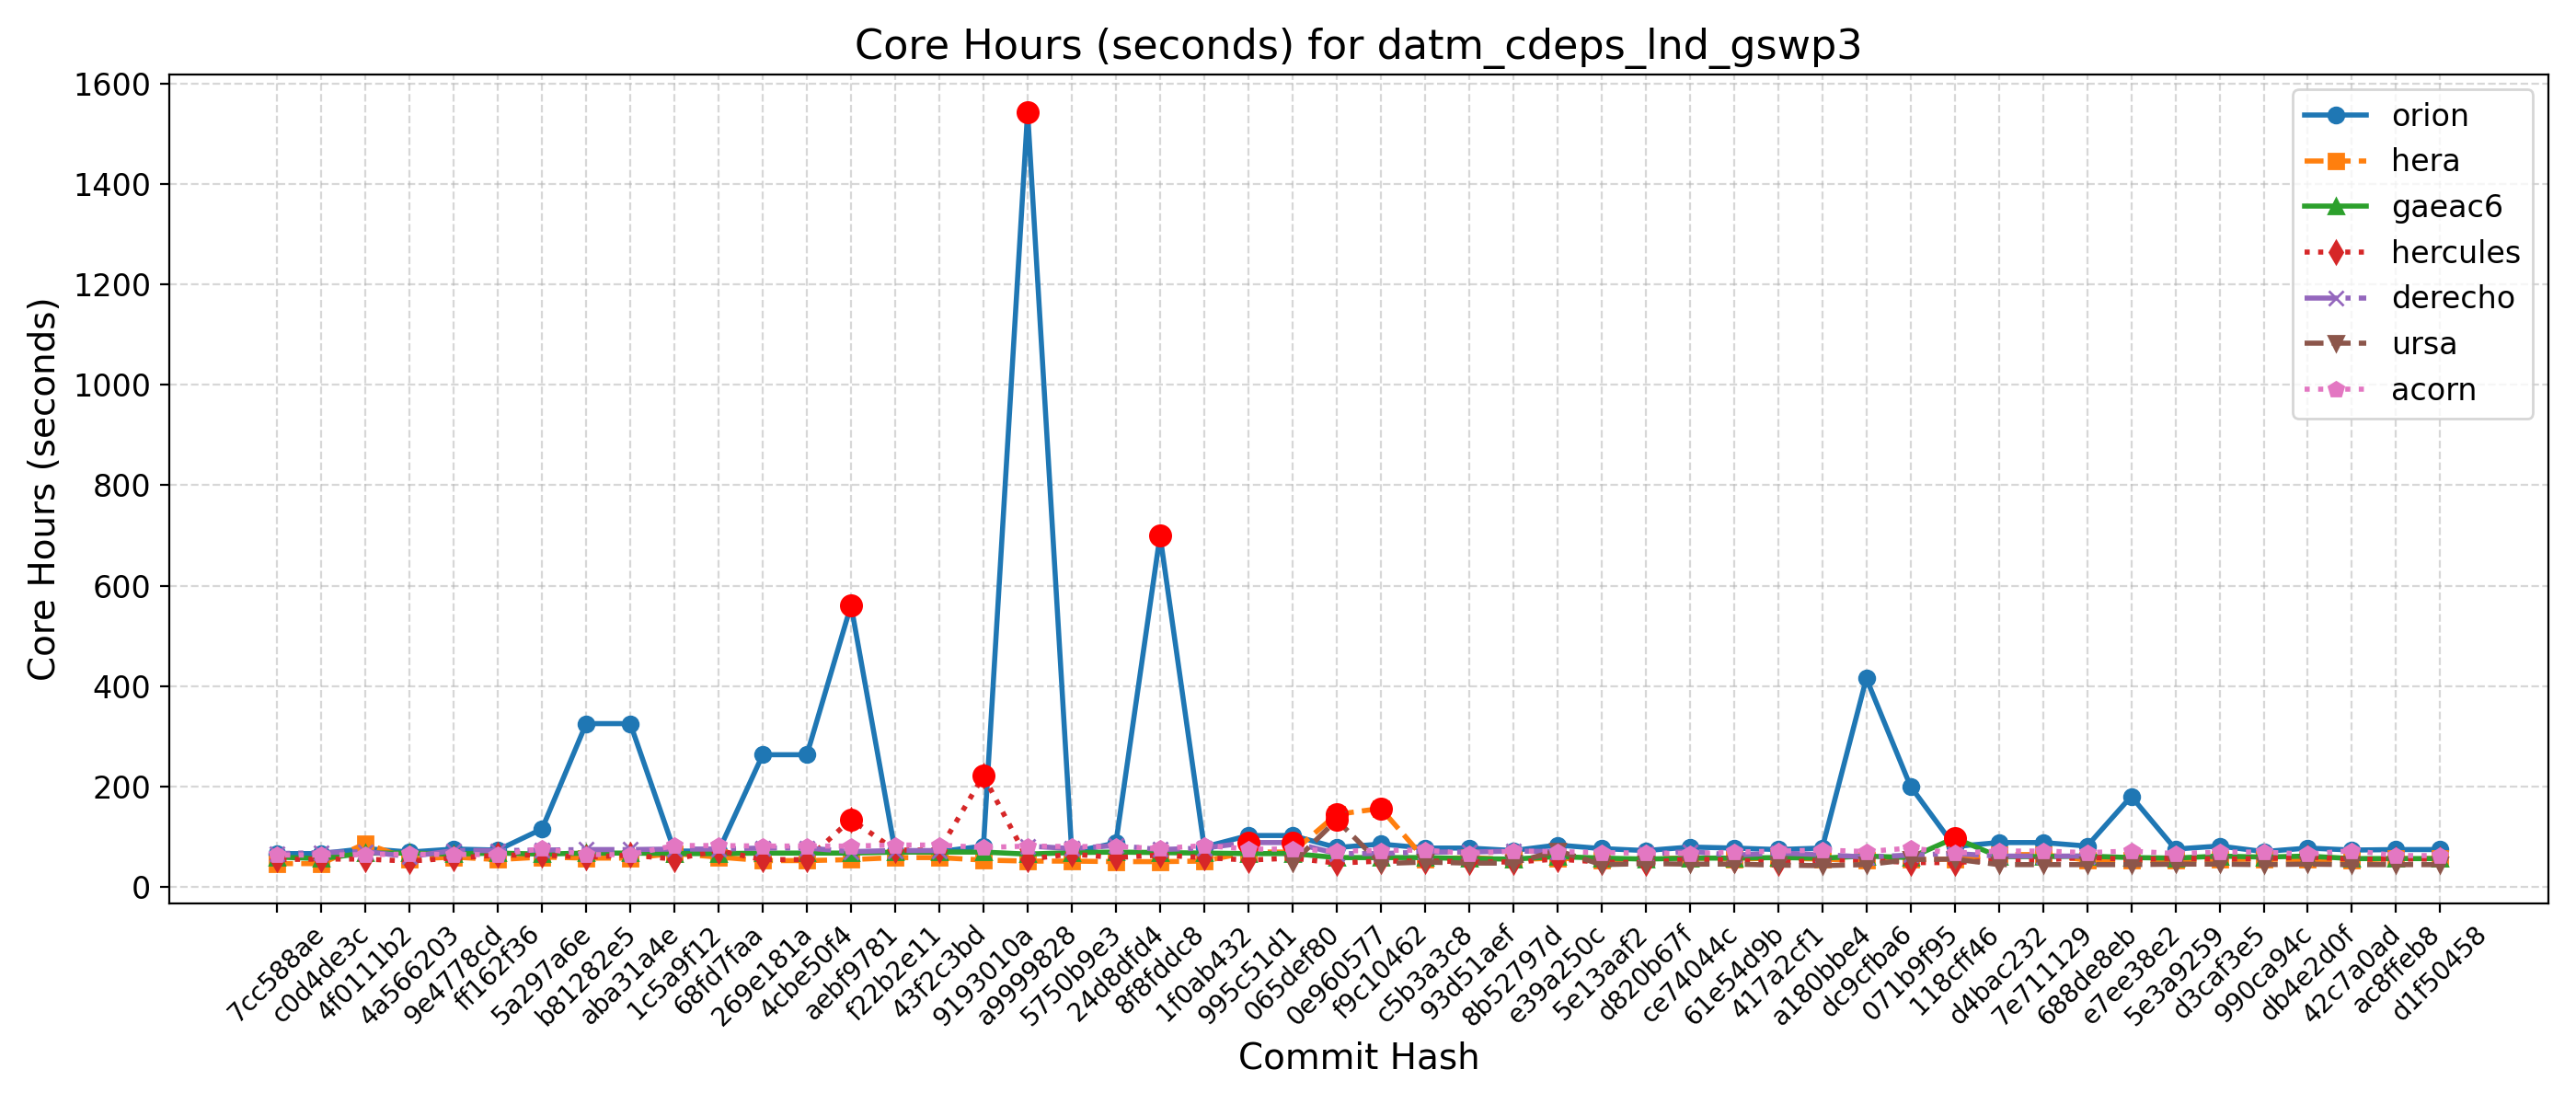 Core Hours (seconds) for datm_cdeps_lnd_gswp3
Core Hours (seconds)
1600
1400
1200
1000
800
600
400
200
0
orion
hera
gaeac6
hercules
derecho
ursa
acorn
7cc588ae
c0d4de3c
4f0111b2
4a566203
9e4778cd
ff162f36
5a297a6e
b81282e5
aba31a4e
1c5a9f12
68fd7faa
269e181a
4cbe50f4
aebf9781
f22b2e11
43f2c3bd
9193010a
a9999828
5750b9e3
24d8dfd4
8f8fddc8
1f0ab432
995c51d1
065def80
0e960577
f9c10462
c5b3a3c8
93d51aef
8b52797d
e39a250c
5e13aaf2
d820b67f
ce74044c
61e54d9b
417a2cf1
a180bbe4
dc9cfba6
071b9f95
118cff46
d4bac232
7e711129
688de8eb
e7ee38e2
5e3a9259
d3caf3e5
990ca94c
db4e2d0f
42c7a0ad
ac8ffeb8
d1f50458
Commit Hash